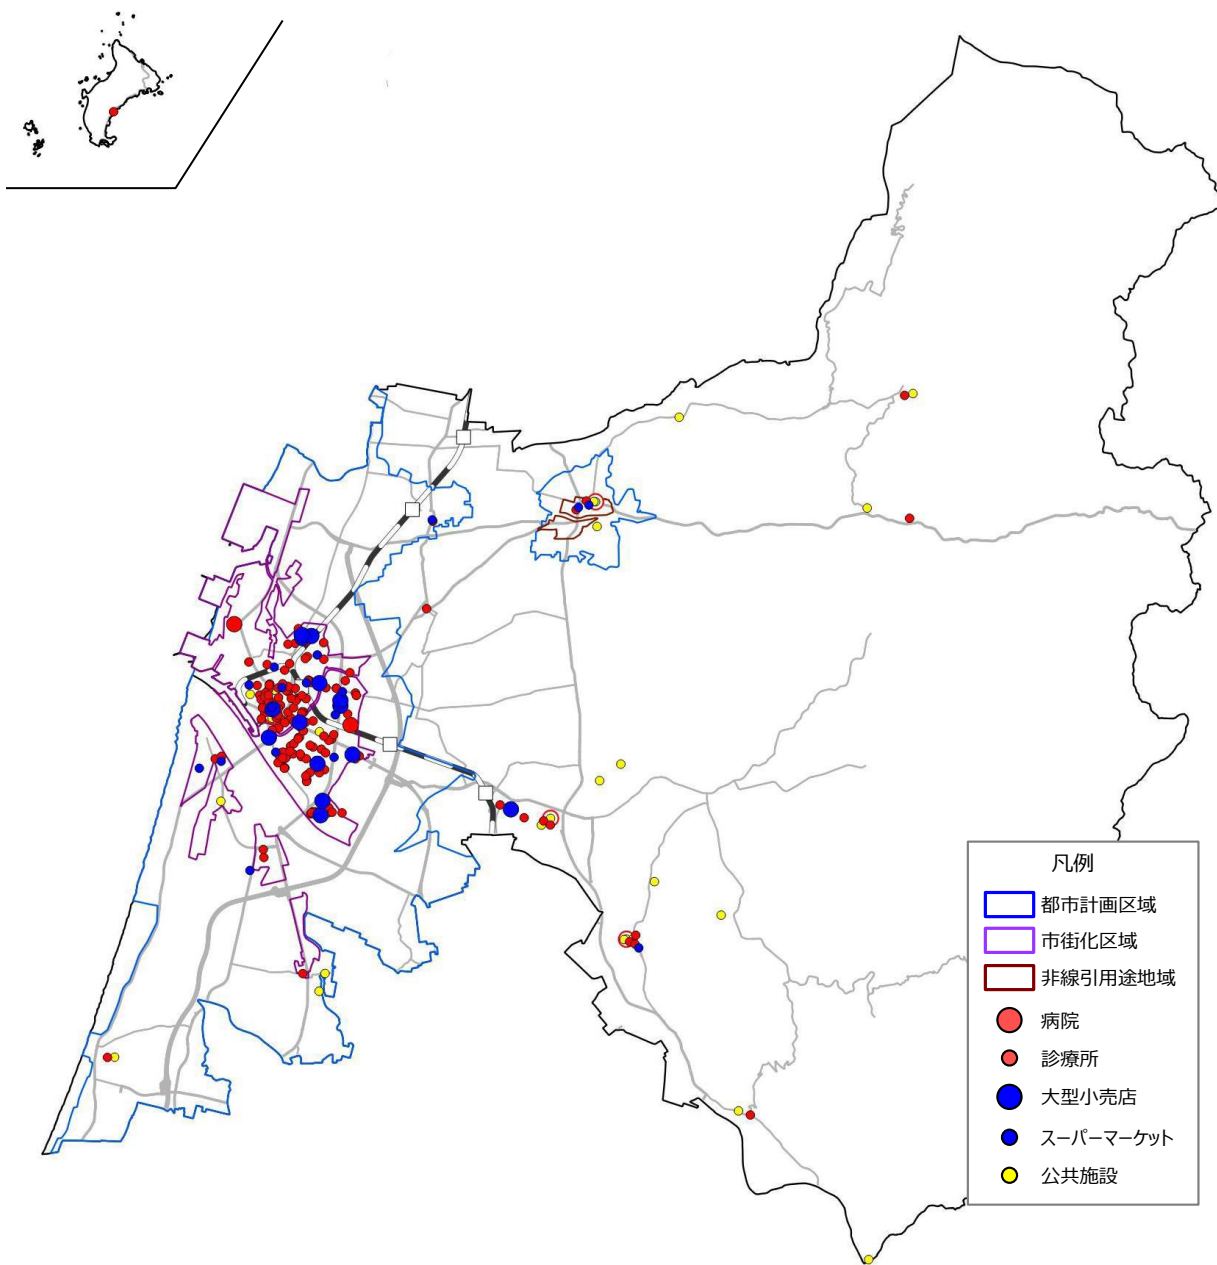 凡例
都市計画区域
市街化区域
非線引用途地域
病院
診療所
大型小売店
スーパーマーケット
公共施設